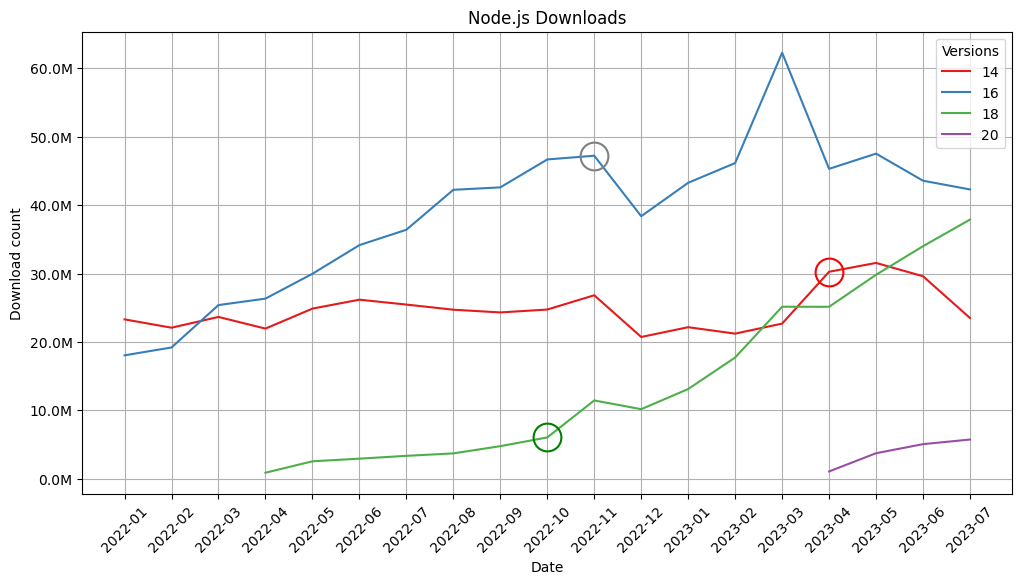 Node.js Downloads
Versions
14
16
18
20
60.0M
50.0M
40.0M
30.0M
20.0M
10.0M
0.0M
Download count
2022-01
2022-02
2022-03
2022-04
2022-05
2022-06
2022-07
2022-08
2022-09
2022-10
2022-11
2022-12
2023-01
2023-02
2023-03
2023-04
2023-05
2023-06
2023-07
Date